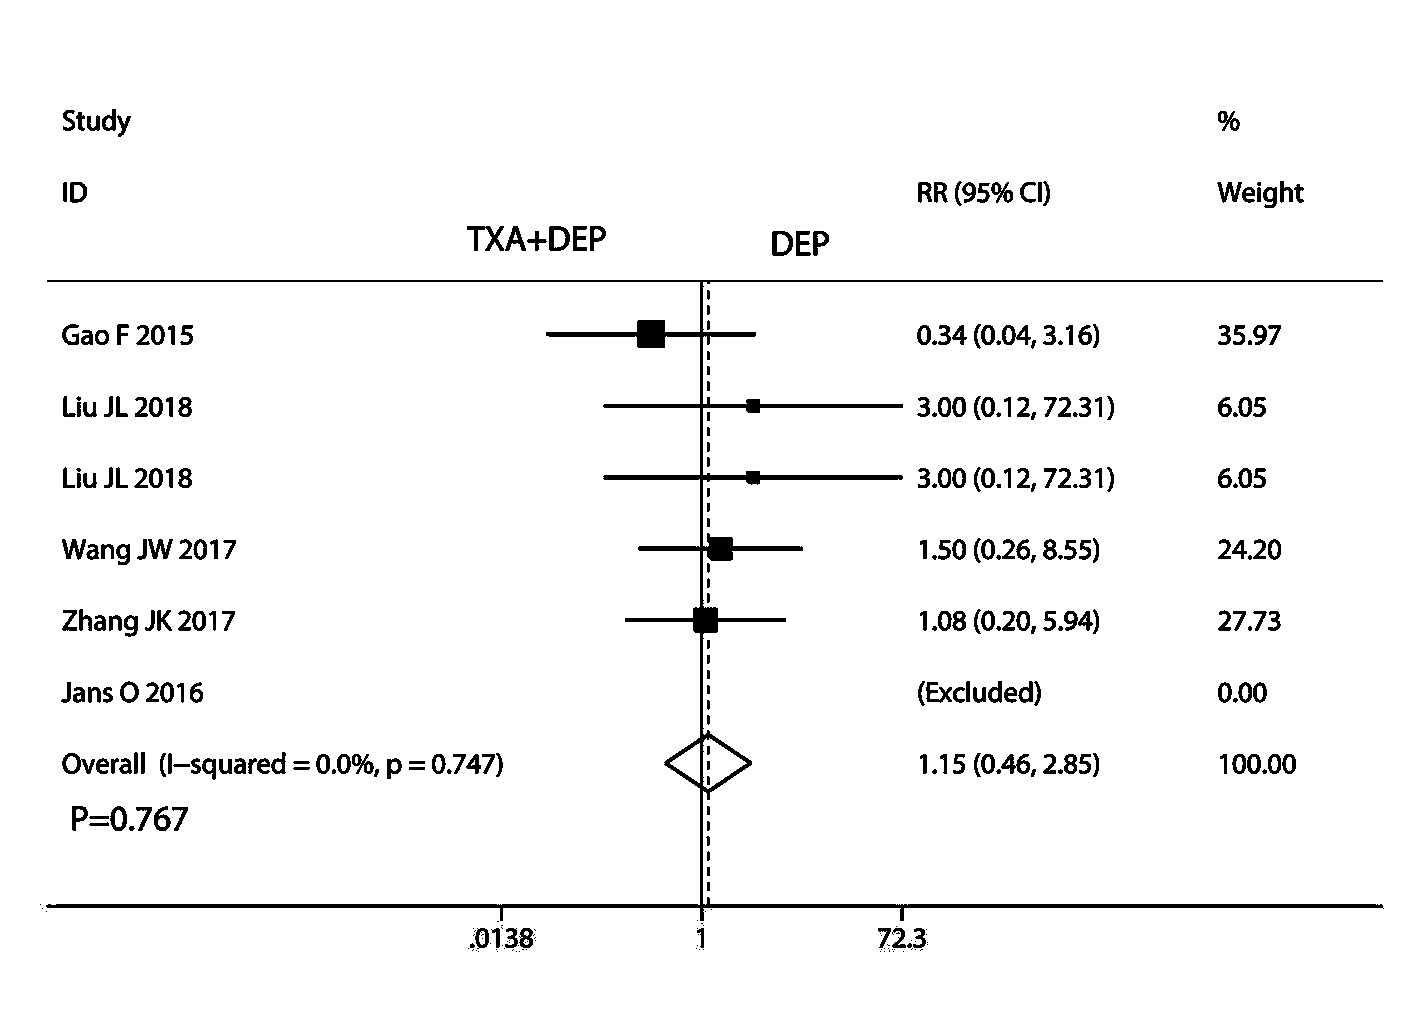 Study %
ID RR (95% CI) Weight
TXA+DEP DEP
Gao F 2015 0.34 (0.04, 3.16) 35.97
Liu JL 2018 3.00 (0.12, 72.31) 6.05
Liu JL 2018 3.00 (0.12, 72.31) 6.05
Wang JW 2017 1.50 (0.26, 8.55) 24.20
Zhang JK 2017 1.08 (0.20, 5.94) 27.73
Jans O 2016 (Excluded) 0.00
Overall (I−squared = 0.0%, p = 0.747) 1.15 (0.46, 2.85) 100.00
P=0.767
.0138 1 72.3